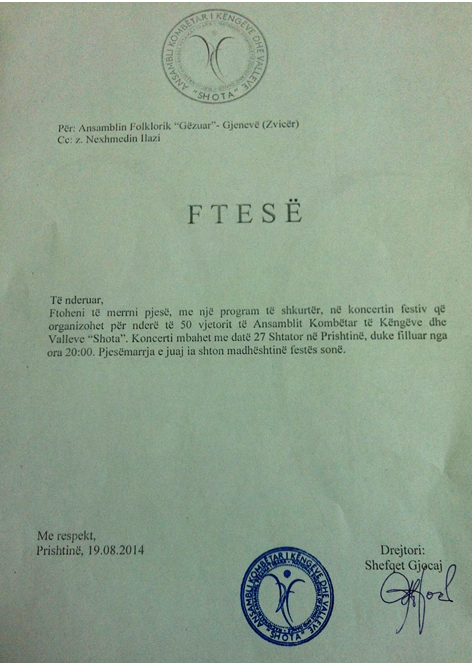 ANSAMBLI KOMBËTAR I KËNGËVE DHE VALLEVE
"SHOTA"
Për: Ansamblin Folklorik "Gëzuar"- Gjenevë (Zvicër)
Ce: z. Nexhmedin Ilazi
FTESË
Të nderuar,
Ftoheni të merrni pjesë, me një program të shkurtër, në koncertin festiv që
organizohet për nderë të 50 vjetorit të Ansamblit Kombëtar të Këngëve dhe
Valleve "Shota". Koncerti mbahet me datë 27 Shtator në Prishtinë, duke filluar nga
ora 20:00. Pjesëmarrja e juaj ia shton madhështinë festës sonë.
Me respekt,
Prishtinë, 19.08.2014
Drejtori:
Shefqet Gjocaj
ANSAMBLI KOMBËTAR I KËNGËVE DHE VALLEVE
"SHOTA"